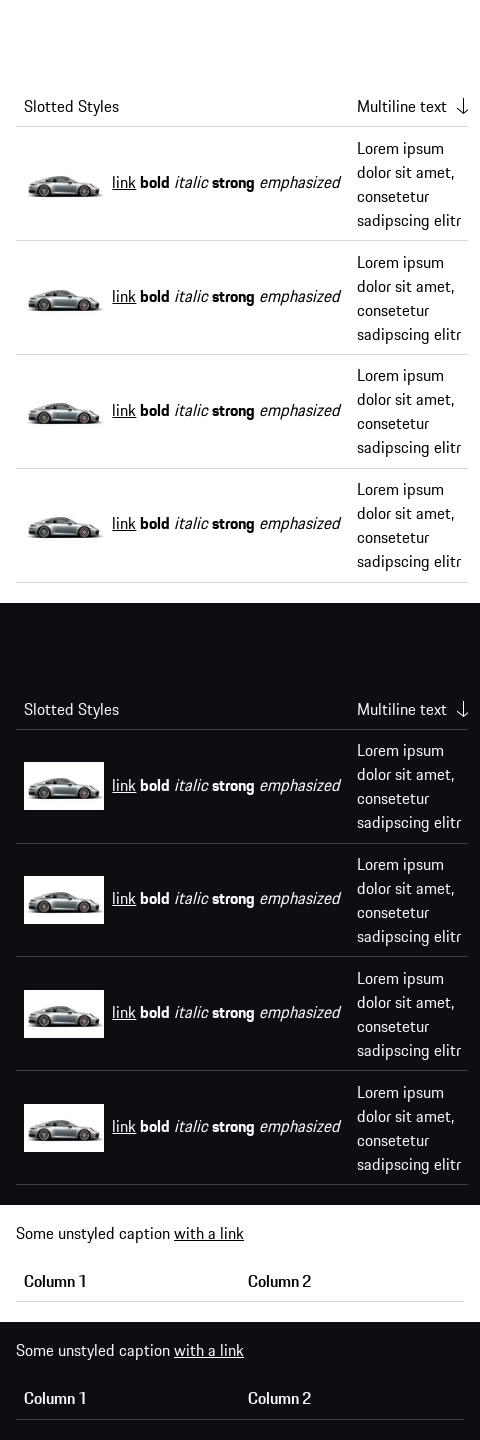 Slotted Styles Multiline text
link bold italic strong emphasized
Lorem ipsum
dolor sit amet,
consetetur
sadipscing elitr
link bold italic strong emphasized
Lorem ipsum
dolor sit amet,
consetetur
sadipscing elitr
link bold italic strong emphasized
Lorem ipsum
dolor sit amet,
consetetur
sadipscing elitr
link bold italic strong emphasized
Lorem ipsum
dolor sit amet,
consetetur
sadipscing elitr
Slotted Styles Multiline text
link bold italic strong emphasized
Lorem ipsum
dolor sit amet,
consetetur
sadipscing elitr
link bold italic strong emphasized
Lorem ipsum
dolor sit amet,
consetetur
sadipscing elitr
link bold italic strong emphasized
Lorem ipsum
dolor sit amet,
consetetur
sadipscing elitr
link bold italic strong emphasized
Lorem ipsum
dolor sit amet,
consetetur
sadipscing elitr
Some unstyled caption with a link
Column 1 Column 2
Some unstyled caption with a link
Column 1 Column 2